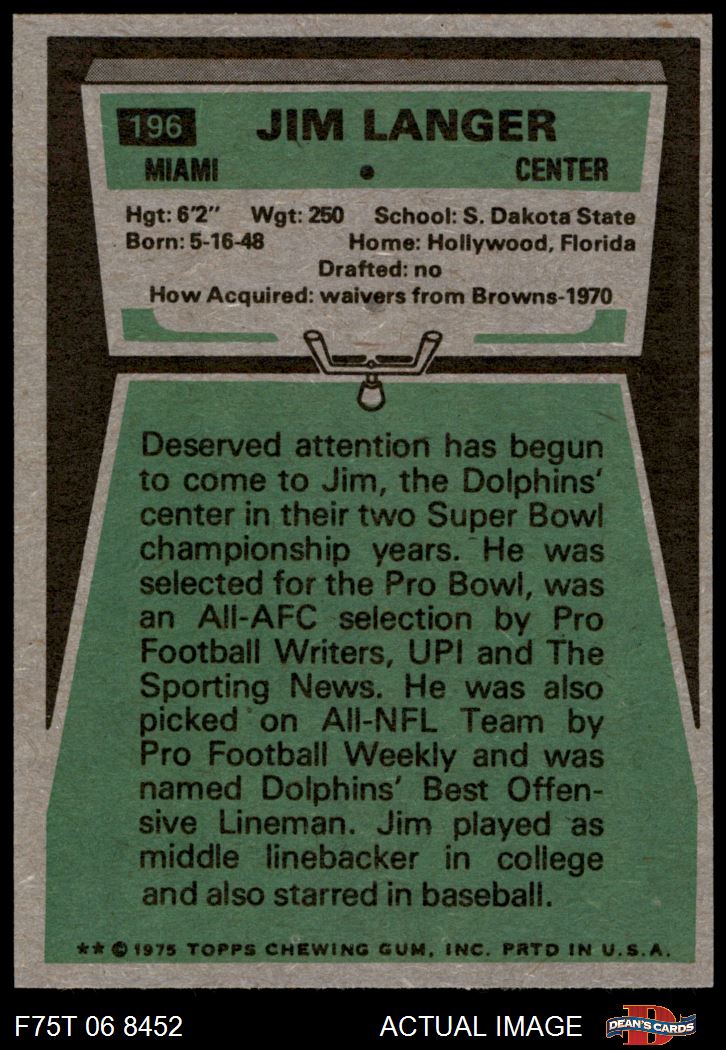 196 JIM LANGER
MIAMI • CENTER
Hgt: 6'2" Wgt: 250 School: S. Dakota State
Born: 5-16-48 Home: Hollywood, Florida
Drafted: no
How Acquired: waivers from Browns-1970
Deserved attention has begun
to come to Jim, the Dolphins'
center in their two Super Bowl
championship years. He was
selected for the Pro Bowl, was
an All-AFC selection by Pro
Football Writers, UPI and The
Sporting News. He was also
picked on All-NFL Team by
Pro Football Weekly and was
named Dolphins' Best Offen-
sive Lineman. Jim played as
middle linebacker in college
and also starred in baseball.
**© 1975 TOPPS CHEWING GUM, INC. PRTD IN U.S.A.
F75T 06 8452 ACTUAL IMAGE D DEAN'S CARDS